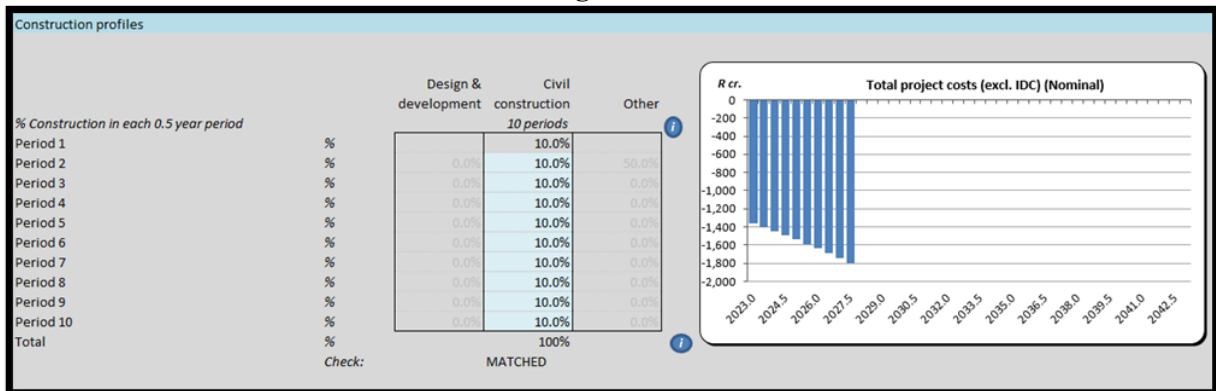 Construction profiles
Design & Civil
development construction Other
% Construction in each 0.5 year period 10 periods
Period 1 % 10.0%
Period 2 % 0.0% 10.0% 50.0%
Period 3 % 0.0% 10.0% 0.0%
Period 4 % 0.0% 10.0% 0.0%
Period 5 % 0.0% 10.0% 0.0%
Period 6 % 0.0% 10.0% 0.0%
Period 7 % 0.0% 10.0% 0.0%
Period 8 % 0.0% 10.0% 0.0%
Period 9 % 0.0% 10.0% 0.0%
Period 10 % 0.0% 10.0% 0.0%
Total % 100%
Check: MATCHED
i
i
R cr. Total project costs (excl. IDC) (Nominal)
0
-200
-400
-600
-800
-1,000
-1,200
-1,400
-1,600
-1,800
-2,000
2023.0 2024.5 2026.0 2027.5 2029.0 2030.5 2032.0 2033.5 2035.0 2036.5 2038.0 2039.5 2041.0 2042.5